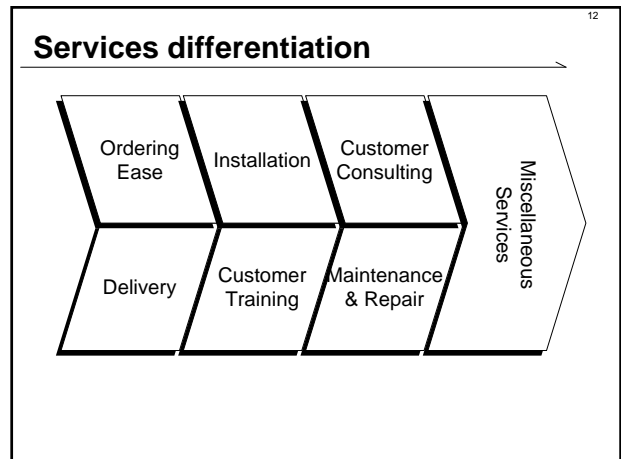 12
Services differentiation
Ordering
Ease
Installation
Customer
Consulting
Miscellaneous
Services
Delivery
Customer
Training
Maintenance
& Repair